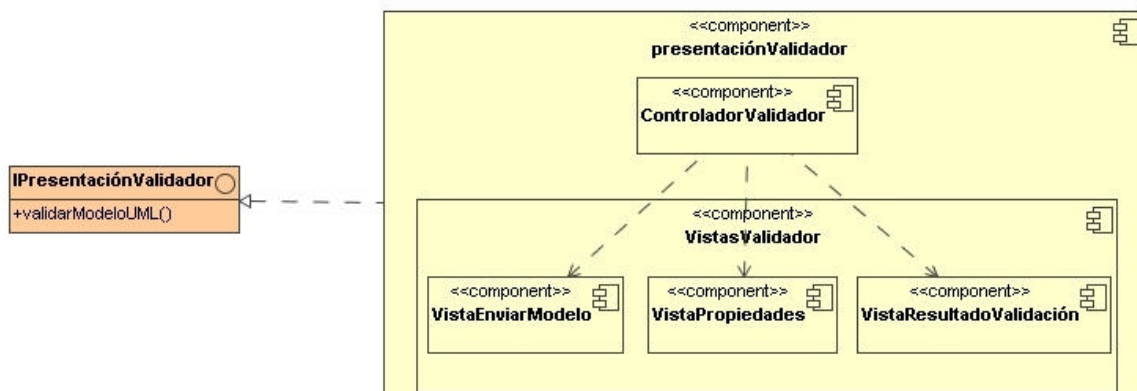 <<component>>
presentaciónValidador
<<component>>
ControladorValidador
IPresentaciónValidador
+validarModeloUML()
<<component>>
VistasValidador
<<component>>
VistaEnviarModelo
<<component>>
VistaPropiedades
<<component>>
VistaResultadoValidación